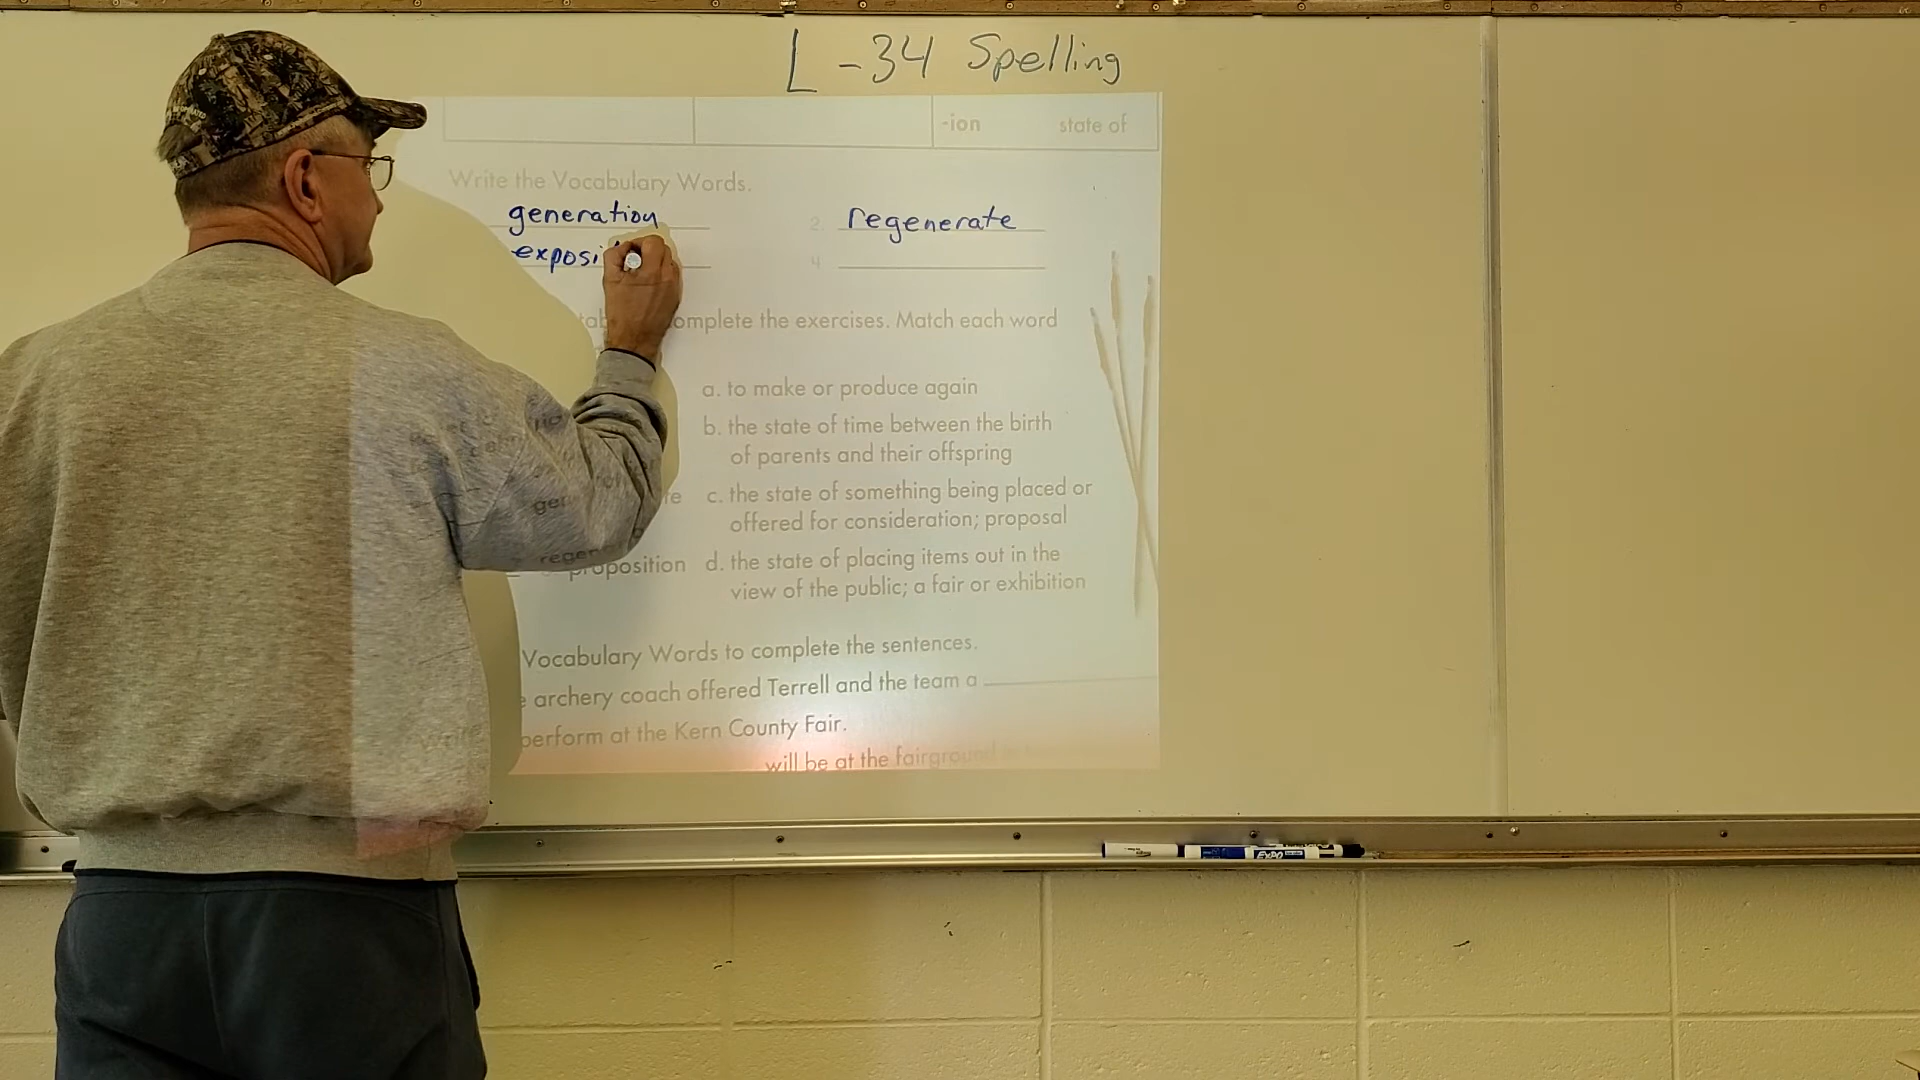 L-34 Spelling
-ion state of
Write the Vocabulary Words.
generation 2. regenerate
exposi 4.
complete the exercises. Match each word
a. to make or produce again
b. the state of time between the birth
of parents and their offspring
c. the state of something being placed or
offered for consideration; proposal
proposition d. the state of placing items out in the
view of the public; a fair or exhibition
Vocabulary Words to complete the sentences.
archery coach offered Terrell and the team a
perform at the Kern County Fair.
will be at the fairground
EXPO